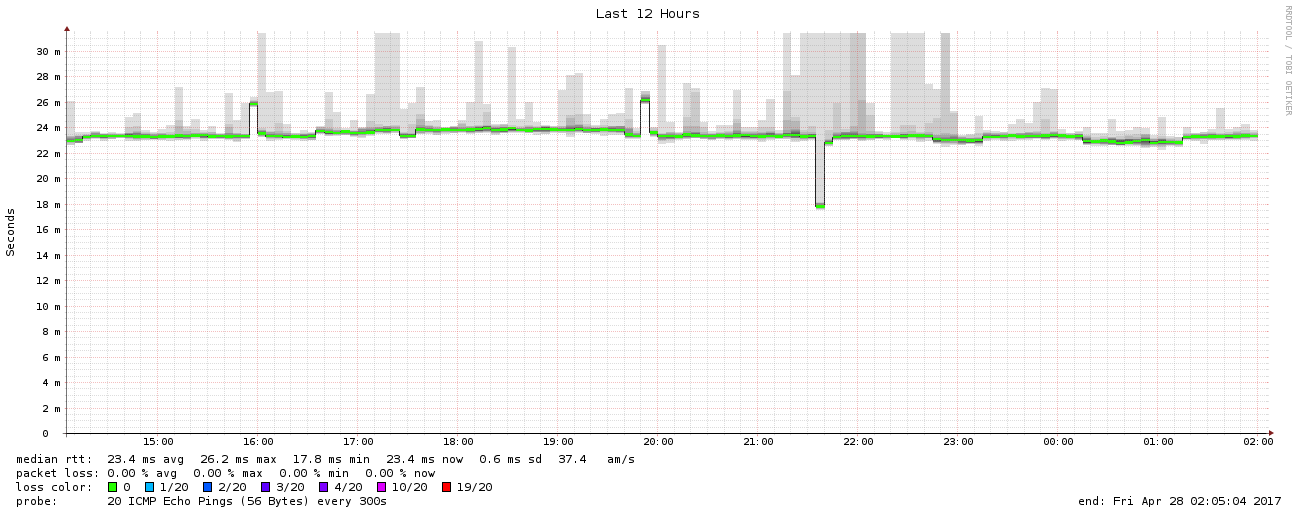 Last 12 Hours
RRDTOOL / TOBI OETIKER
Seconds
30 m
28 m
26 m
24 m
22 m
20 m
18 m
16 m
14 m
12 m
10 m
8 m
6 m
4 m
2 m
0
15:00 16:00 17:00 18:00 19:00 20:00 21:00 22:00 23:00 00:00 01:00 02:00
median rtt: 23.4 ms avg 26.2 ms max 17.8 ms min 23.4 ms now 0.6 ms sd 37.4 am/s
packet loss: 0.00 % avg 0.00 % max 0.00 % min 0.00 % now
loss color: 0 1/20 2/20 3/20 4/20 10/20 19/20
probe: 20 ICMP Echo Pings (56 Bytes) every 300s end: Fri Apr 28 02:05:04 2017